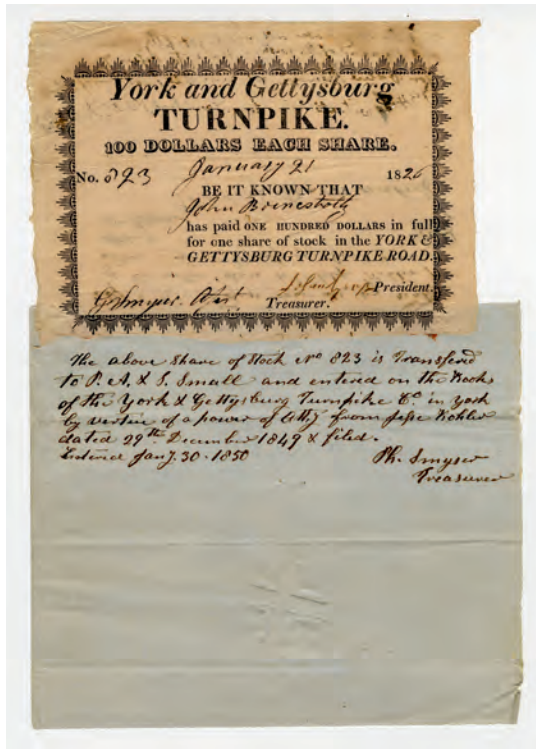 York and Gettysburg
TURNPIKE.
100 DOLLARS EACH SHARE.
No. 823 January 21 1826
BE IT KNOWN THAT
John
has paid ONE HUNDRED DOLLARS in full
for one share of stock in the YORK &
GETTYSBURG TURNPIKE ROAD.
President.
Treasurer.
The above Share of Stock No 823 is Transfered
to P. A. & S. Small and entered on the Books
of the York & Gettysburg Turnpike Co. in York
by vertue of a power of Atty from Jesse Kohler
dated 29th December 1849 & filed.
Entered Jany. 30. 1850 Ph. Smyser
Treasurer